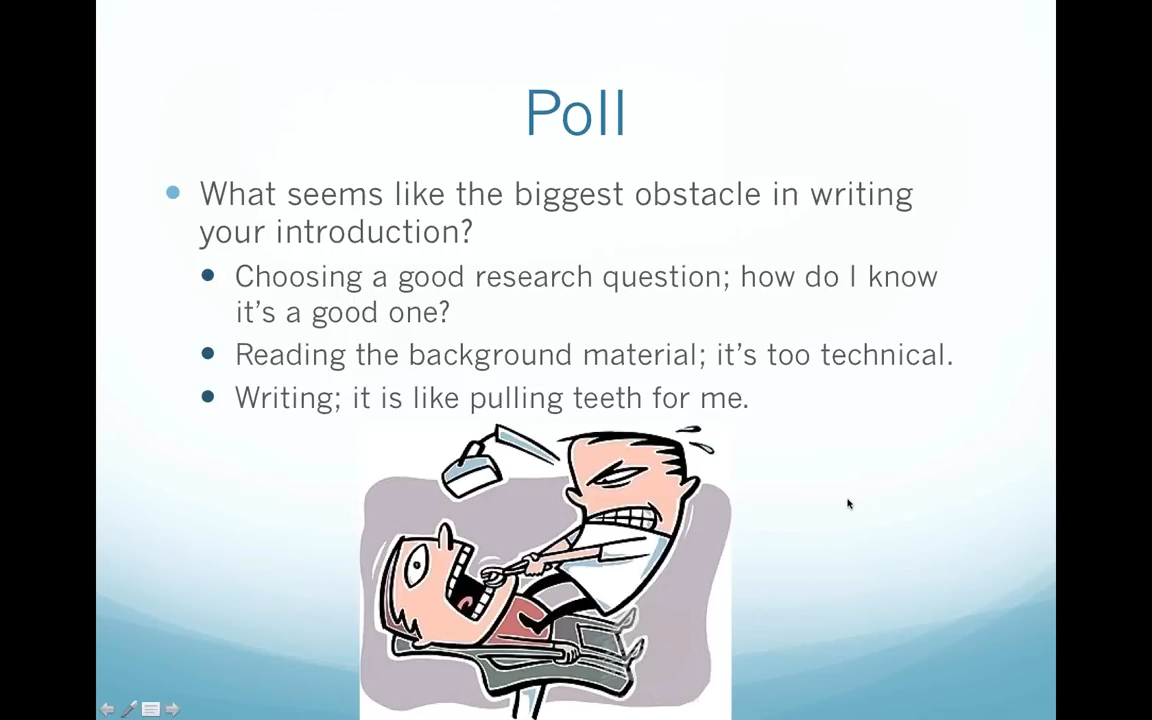 Poll
What seems like the biggest obstacle in writing
your introduction?
Choosing a good research question; how do I know
it's a good one?
Reading the background material; it's too technical.
Writing; it is like pulling teeth for me.